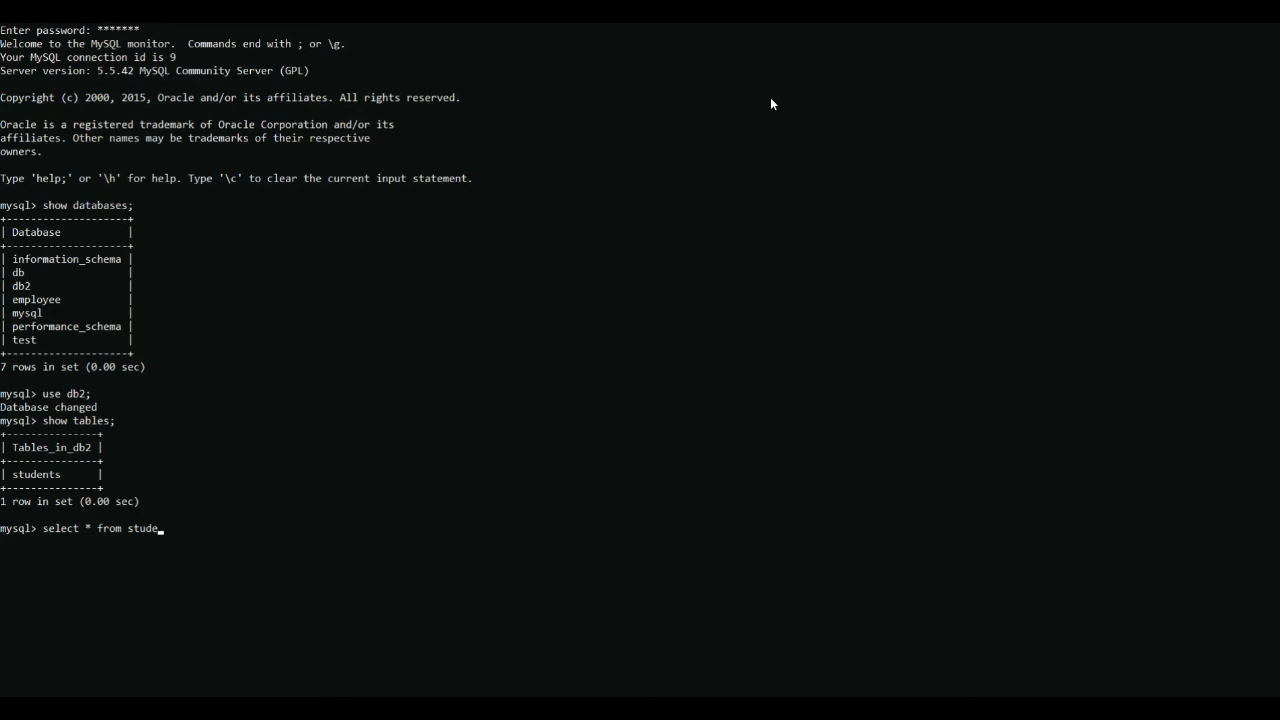 Enter password: *******
Welcome to the MySQL monitor.  Commands end with ; or \g.
Your MySQL connection id is 9
Server version: 5.5.42 MySQL Community Server (GPL)
Copyright (c) 2000, 2015, Oracle and/or its affiliates. All rights reserved.
Oracle is a registered trademark of Oracle Corporation and/or its
affiliates. Other names may be trademarks of their respective
owners.
Type 'help;' or '\h' for help. Type '\c' to clear the current input statement.
mysql> show databases;
+--------------------+
| Database           |
+--------------------+
| information_schema |
| db                 |
| db2                |
| employee           |
| mysql              |
| performance_schema |
| test               |
+--------------------+
7 rows in set (0.00 sec)
mysql> use db2;
Database changed
mysql> show tables;
+---------------+
| Tables_in_db2 |
+---------------+
| students      |
+---------------+
1 row in set (0.00 sec)
mysql> select * from stude